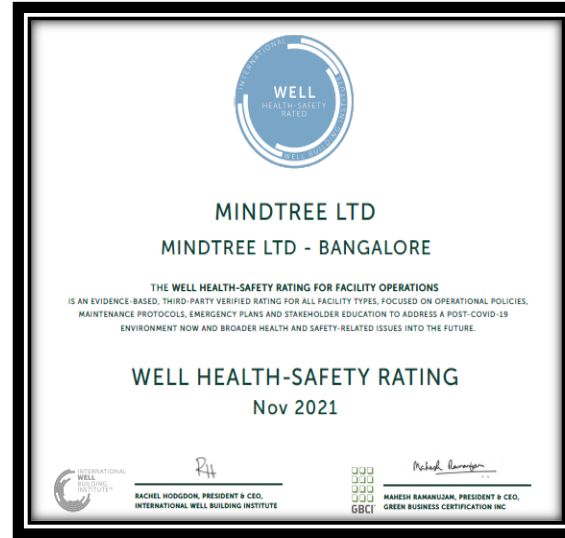 INTERNATIONAL
WELL BUILDING INSTITUTE
WELL
HEALTH-SAFETY
RATED
MINDTREE LTD
MINDTREE LTD - BANGALORE
THE WELL HEALTH-SAFETY RATING FOR FACILITY OPERATIONS
IS AN EVIDENCE-BASED, THIRD-PARTY VERIFIED RATING FOR ALL FACILITY TYPES, FOCUSED ON OPERATIONAL POLICIES,
MAINTENANCE PROTOCOLS, EMERGENCY PLANS AND STAKEHOLDER EDUCATION TO ADDRESS A POST-COVID-19
ENVIRONMENT NOW AND BROADER HEALTH AND SAFETY-RELATED ISSUES INTO THE FUTURE.
WELL HEALTH-SAFETY RATING
Nov 2021
INTERNATIONAL
WELL
BUILDING
INSTITUTE™
RH
RACHEL HODGDON, PRESIDENT & CEO,
INTERNATIONAL WELL BUILDING INSTITUTE
GBCI
Mahesh Ramanujam
MAHESH RAMANUJAM, PRESIDENT & CEO,
GREEN BUSINESS CERTIFICATION INC